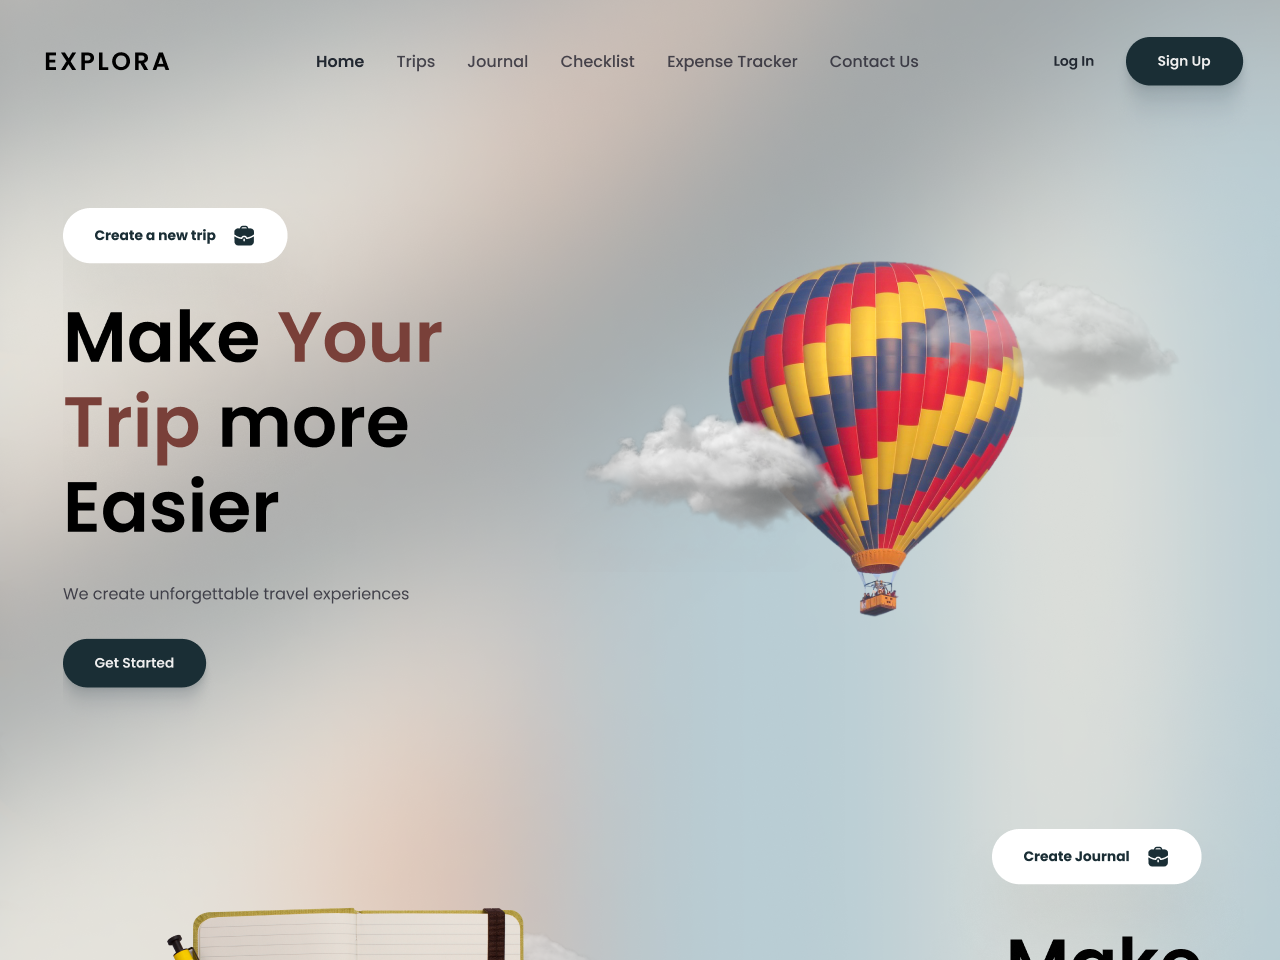 EXPLORA
Home Trips Journal Checklist Expense Tracker Contact Us
Log In
Sign Up
Create a new trip
Make Your
Trip more
Easier
We create unforgettable travel experiences
Get Started
Create Journal
Make